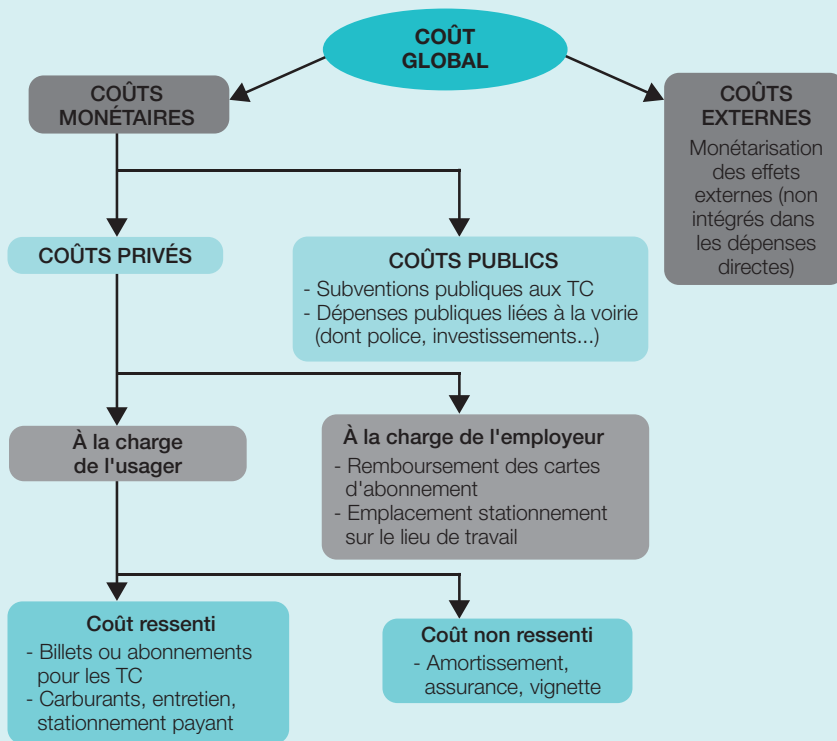 COÛT
GLOBAL
COÛTS
MONÉTAIRES
COÛTS
EXTERNES
Monétarisation
des effets
externes (non
intégrés dans
les dépenses
directes)
COÛTS PRIVÉS
COÛTS PUBLICS
- Subventions publiques aux TC
- Dépenses publiques liées à la voirie
(dont police, investissements...)
À la charge
de l'usager
À la charge de l'employeur
- Remboursement des cartes
d'abonnement
- Emplacement stationnement
sur le lieu de travail
Coût ressenti
- Billets ou abonnements
pour les TC
- Carburants, entretien,
stationnement payant
Coût non ressenti
- Amortissement,
assurance, vignette